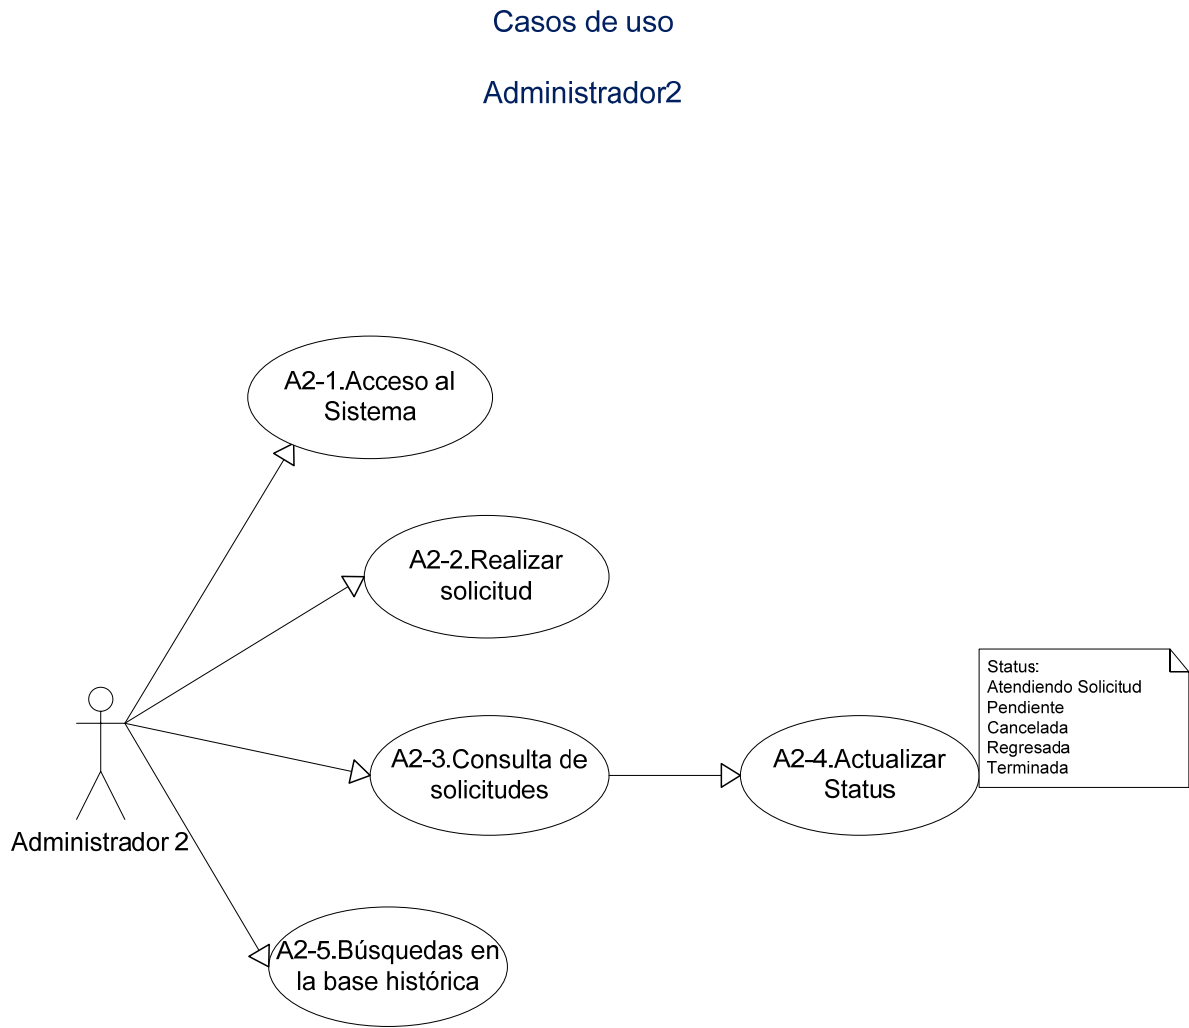 Casos de uso
Administrador2
A2-1.Acceso al
Sistema
A2-2.Realizar
solicitud
Status:
Atendiendo Solicitud
Pendiente
Cancelada
Regresada
Terminada
A2-3.Consulta de
solicitudes
A2-4.Actualizar
Status
Administrador 2
A2-5.Búsquedas en
la base histórica